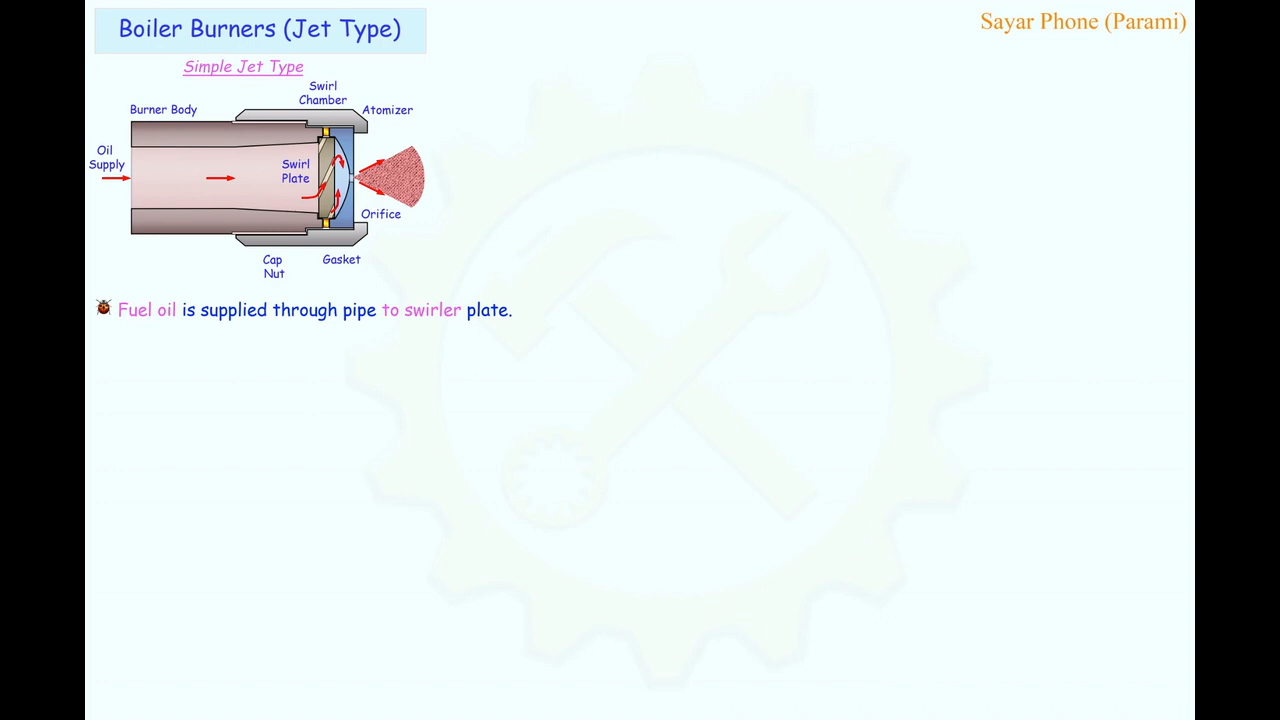 Boiler Burners (Jet Type)
Sayar Phone (Parami)
Simple Jet Type
Swirl
Chamber
Burner Body
Atomizer
Oil
Supply
Swirl
Plate
Orifice
Cap
Nut
Gasket
Fuel oil is supplied through pipe to swirler plate.